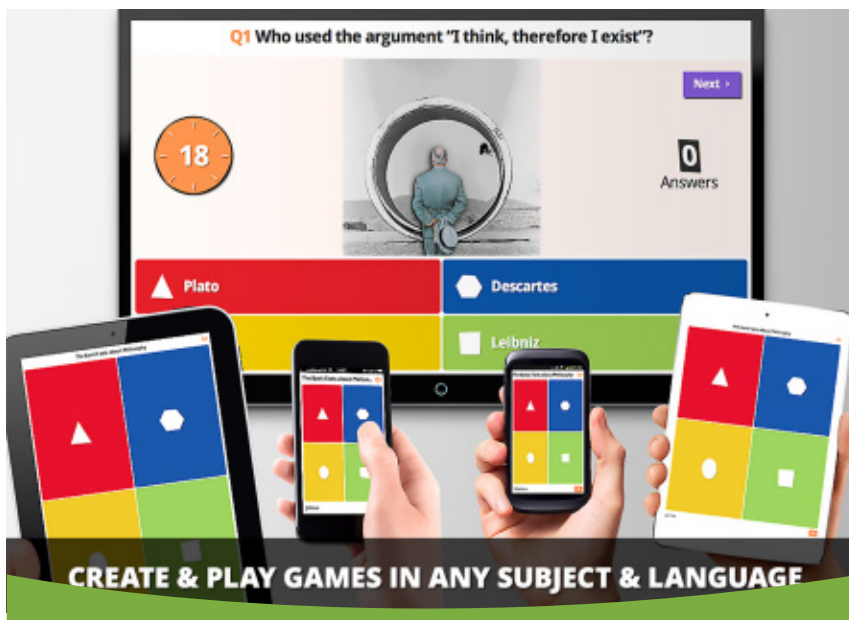 Q1 Who used the argument “I think, therefore I exist”?
Next ›
18
0
Answers
Plato
Descartes
Leibniz
CREATE & PLAY GAMES IN ANY SUBJECT & LANGUAGE